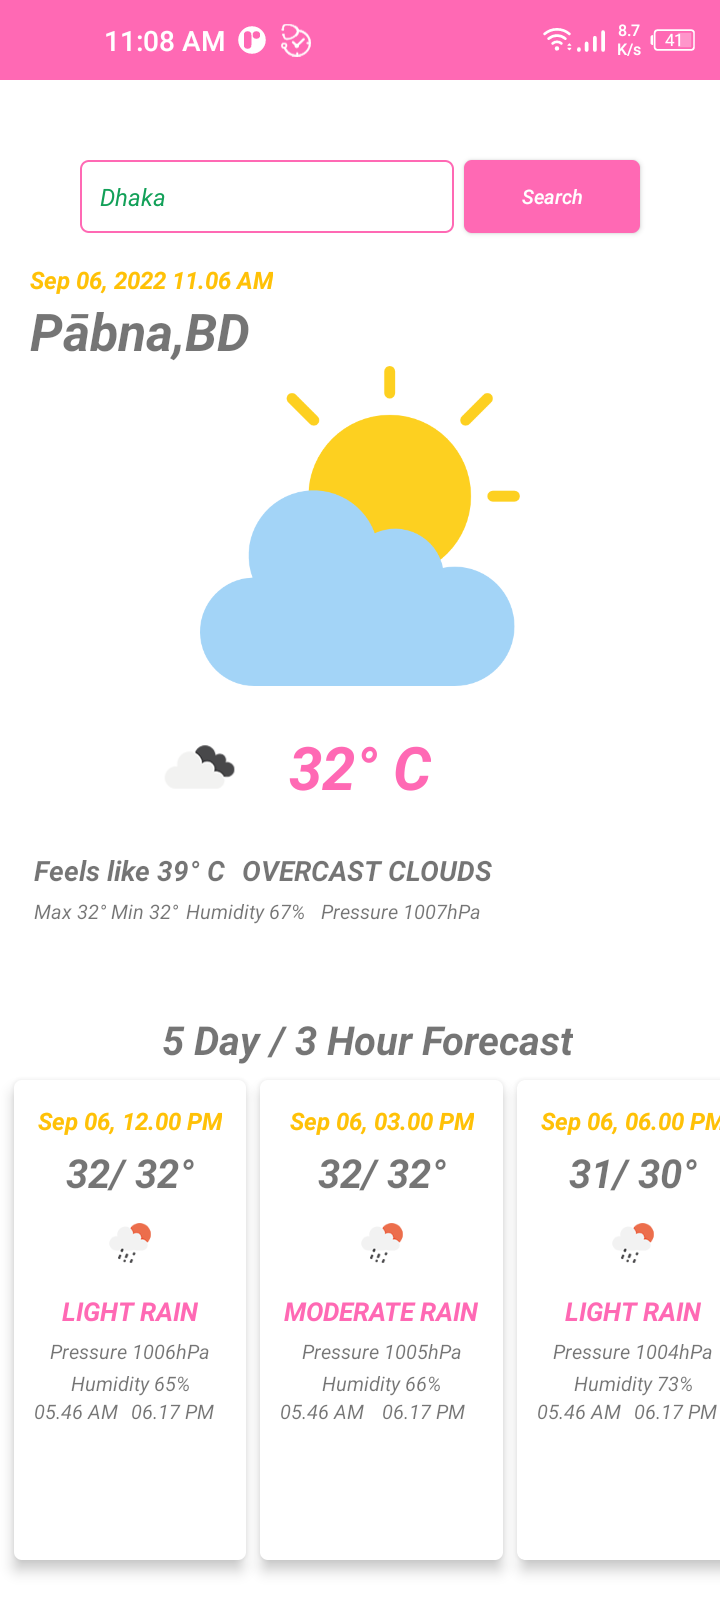 11:08 AM 8.7 K/s 41
Dhaka Search
Sep 06, 2022 11.06 AM
Pābna,BD
32° C
Feels like 39° C OVERCAST CLOUDS
Max 32° Min 32° Humidity 67% Pressure 1007hPa
5 Day / 3 Hour Forecast
Sep 06, 12.00 PM
32/ 32°
LIGHT RAIN
Pressure 1006hPa
Humidity 65%
05.46 AM 06.17 PM
Sep 06, 03.00 PM
32/ 32°
MODERATE RAIN
Pressure 1005hPa
Humidity 66%
05.46 AM 06.17 PM
Sep 06, 06.00 PM
31/ 30°
LIGHT RAIN
Pressure 1004hPa
Humidity 73%
05.46 AM 06.17 PM